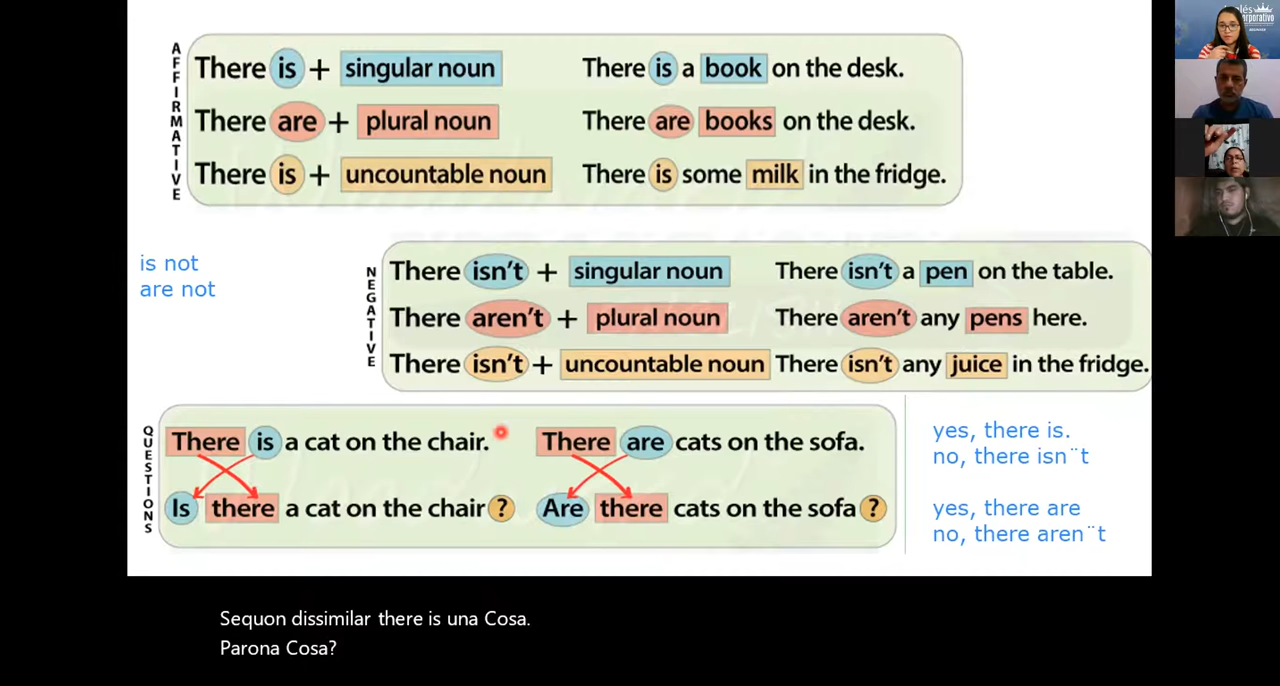 AFFIRMATIVE
There is + singular noun There is a book on the desk.
There are + plural noun There are books on the desk.
There is + uncountable noun There is some milk in the fridge.
is not
are not
NEGATIVE
There isn't + singular noun There isn't a pen on the table.
There aren't + plural noun There aren't any pens here.
There isn't + uncountable noun There isn't any juice in the fridge.
QUESTIONS
There is a cat on the chair. There are cats on the sofa.
Is there a cat on the chair ? Are there cats on the sofa ?
yes, there is.
no, there isn¨t
yes, there are
no, there aren¨t
Sequon dissimilar there is una Cosa.
Parona Cosa?